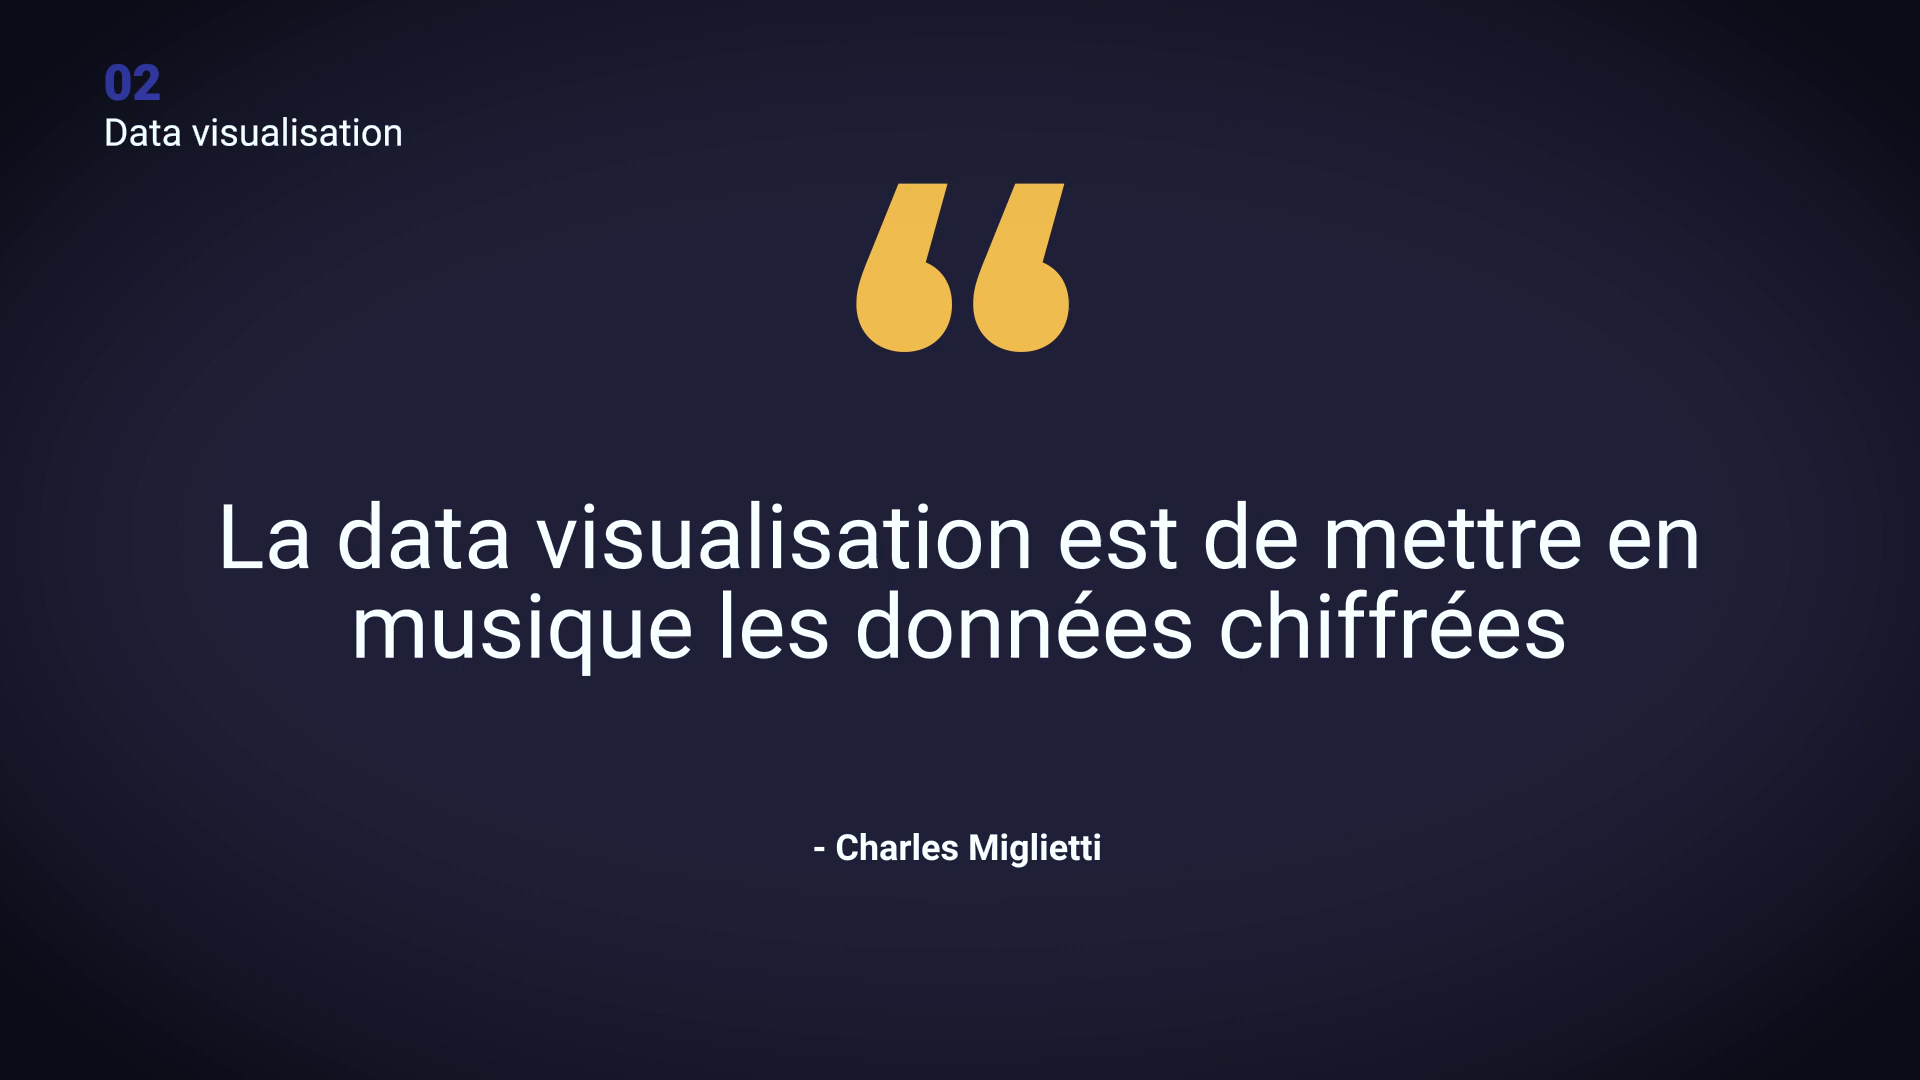 02
Data visualisation
“
La data visualisation est de mettre en
musique les données chiffrées
- Charles Miglietti